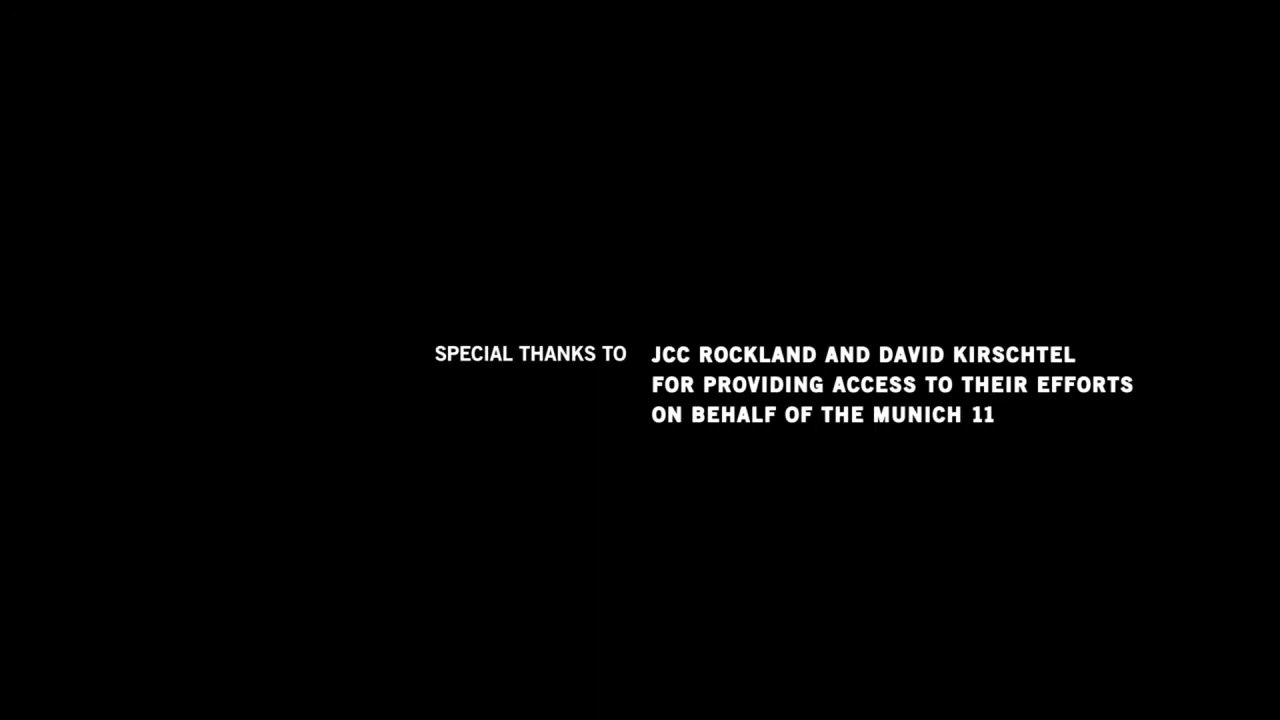 SPECIAL THANKS TO JCC ROCKLAND AND DAVID KIRSCHTEL
FOR PROVIDING ACCESS TO THEIR EFFORTS
ON BEHALF OF THE MUNICH 11